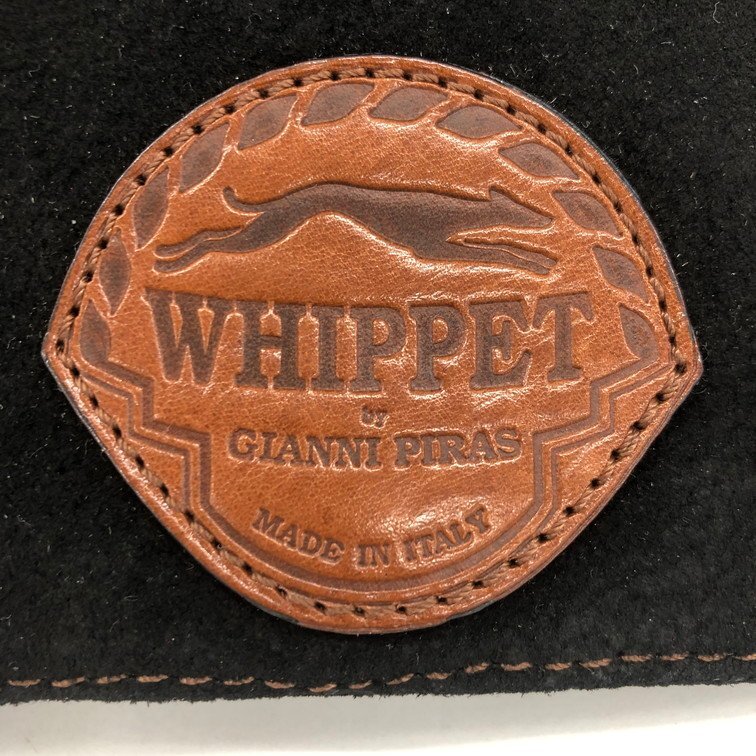 WHIPPET
by
GIANNI PIRAS
MADE IN ITALY